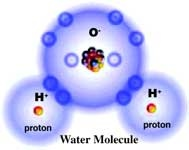 O-
H+
H+
proton
proton
Water Molecule